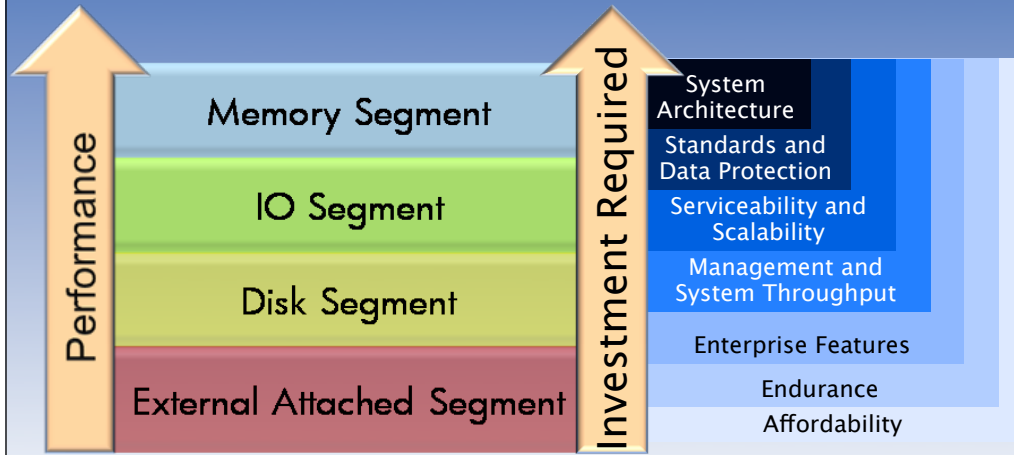 Performance
Memory Segment
IO Segment
Disk Segment
External Attached Segment
Investment Required
System
Architecture
Standards and
Data Protection
Serviceability and
Scalability
Management and
System Throughput
Enterprise Features
Endurance
Affordability